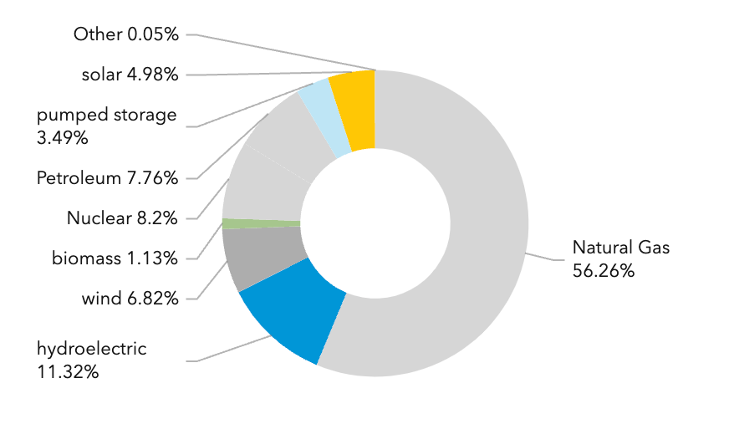 Other 0.05%
solar 4.98%
pumped storage
3.49%
Petroleum 7.76%
Nuclear 8.2%
biomass 1.13%
wind 6.82%
hydroelectric
11.32%
Natural Gas
56.26%